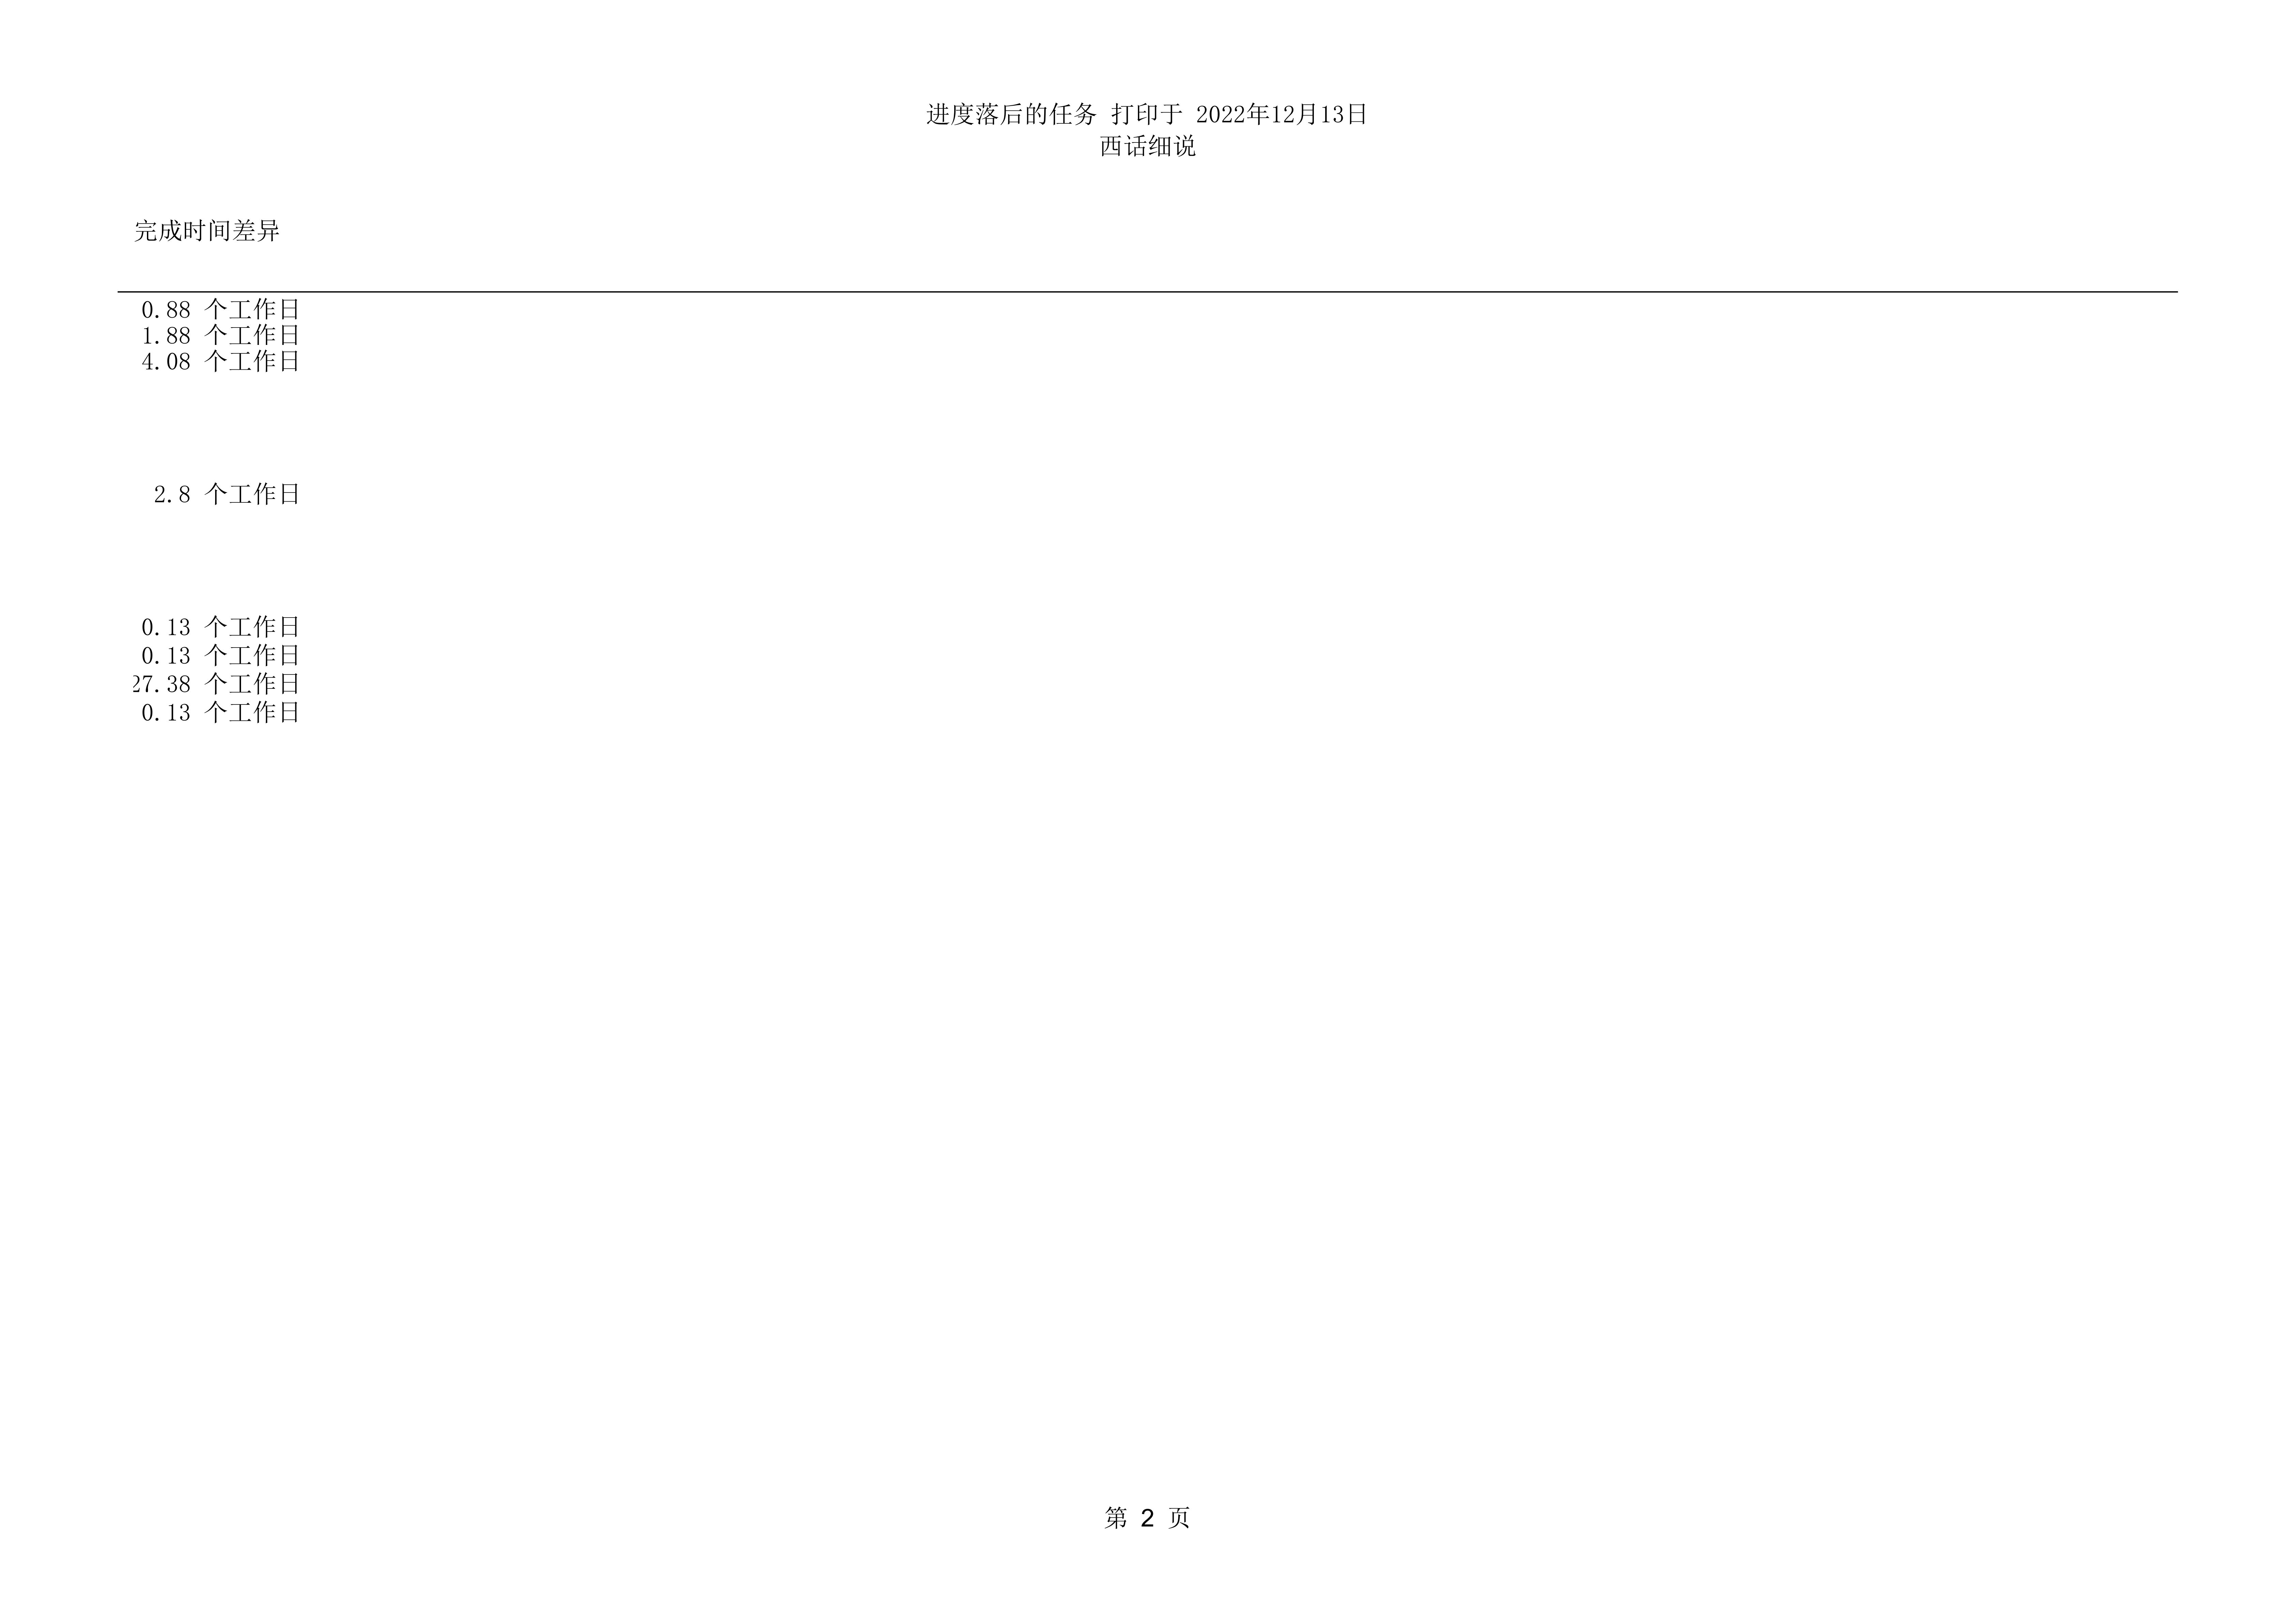 进度落后的任务 打印于 2022年12月13日
西话细说
完成时间差异
0.88 个工作日
1.88 个工作日
4.08 个工作日
2.8 个工作日
0.13 个工作日
0.13 个工作日
27.38 个工作日
0.13 个工作日
第 2 页